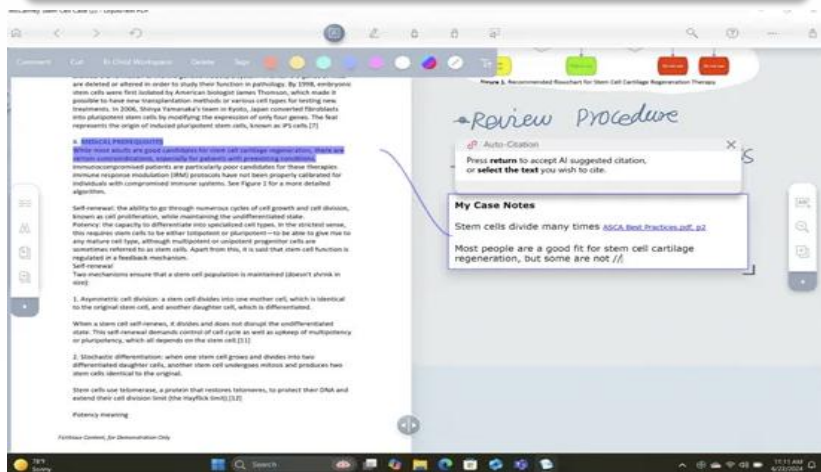 Comment Cut In Child Workspace Delete Tags
are deleted or altered in order to study their function in pathology. By 1998, embryonic
stem cells were first isolated by American biologist James Thomson, which made it
possible to have new transplantation methods or various cell types for testing new
treatments. In 2006, Shinya Yamanaka's team in Kyoto, Japan converted fibroblasts
into pluripotent stem cells by modifying the expression of only four genes. The feat
represents the origin of induced pluripotent stem cells, known as iPS cells.[7]
MEDICAL PREREQUISITES
While most adults are good candidates for stem cell cartilage regeneration, there are
certain contraindications, especially for patients with preexisting conditions.
Immunocompromised patients are particularly poor candidates for these therapies
immune response modulation (IRM) protocols have not been properly calibrated for
individuals with compromised immune systems. See Figure 1 for a more detailed
algorithm.
Self-renewal: the ability to go through numerous cycles of cell growth and cell division,
known as cell proliferation, while maintaining the undifferentiated state.
Potency: the capacity to differentiate into specialized cell types. In the strictest sense,
this requires stem cells to be either totipotent or pluripotent—to be able to give rise to
any mature cell type, although multipotent or unipotent progenitor cells are
sometimes referred to as stem cells. Apart from this, it is said that stem cell function is
regulated in a feedback mechanism.
Self-renewal
Two mechanisms ensure that a stem cell population is maintained (doesn't shrink in
size):
1. Asymmetric cell division: a stem cell divides into one mother cell, which is identical
to the original stem cell, and another daughter cell, which is differentiated.
When a stem cell self-renews, it divides and does not disrupt the undifferentiated
state. This self-renewal demands control of cell cycle as well as upkeep of multipotency
or pluripotency, which all depends on the stem cell.[11]
2. Stochastic differentiation: when one stem cell grows and divides into two
differentiated daughter cells, another stem cell undergoes mitosis and produces two
stem cells identical to the original.
Stem cells use telomerase, a protein that restores telomeres, to protect their DNA and
extend their cell division limit (the Hayflick limit).[12]
Potency meaning
Fictitious Content, for Demonstration Only
Figure 1. Recommended flowchart for Stem Cell Cartilage Regeneration Therapy
Review Procedure
Auto-Citation
Press return to accept AI suggested citation,
or select the text you wish to cite.
My Case Notes
Stem cells divide many times ASCA Best Practices.pdf, p2
Most people are a good fit for stem cell cartilage
regeneration, but some are not //
78°F
Sunny
Search
11:11 AM
6/22/2024